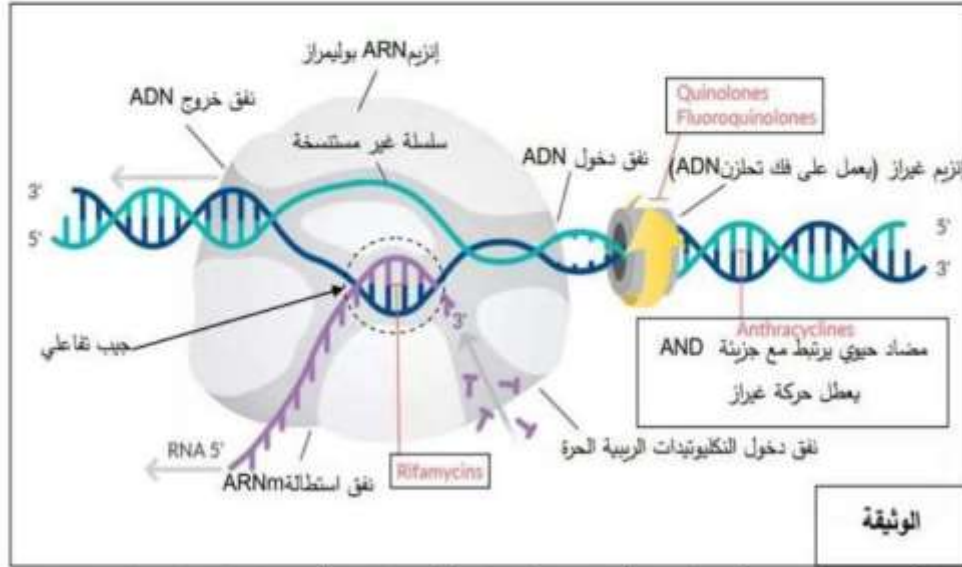 إنزيم ARN بوليمراز
نفق خروج ADN
سلسلة غير مستنسخة
نفق دخول ADN
Quinolones
Fluoroquinolones
إنزيم غيراز (يعمل على فك تحلزن ADN)
3'
5'
5'
3'
جيب تفاعلي
3'
Anthracyclines
مضاد حيوي يرتبط مع جزيئة AND
يعطل حركة غيراز
نفق دخول النكليوتيدات الريبية الحرة
RNA 5'
نفق استطالة ARNm
Rifamycins
الوثيقة